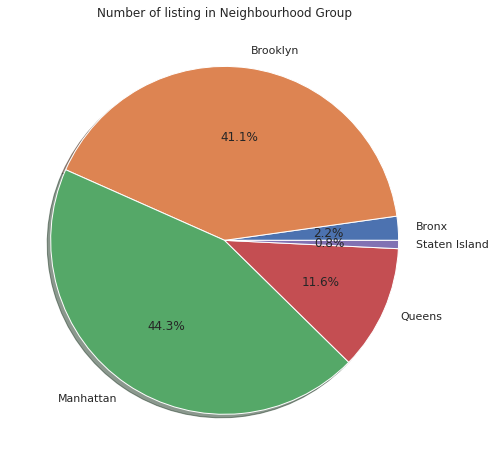 Number of listing in Neighbourhood Group
Brooklyn
41.1%
Bronx
2.2%
0.8%
Staten Island
11.6%
Queens
44.3%
Manhattan